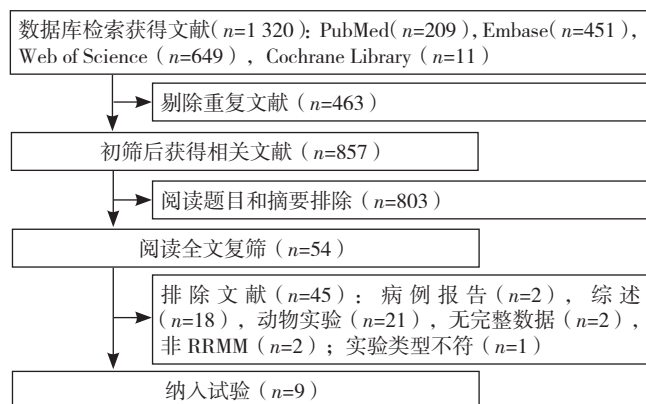 数据库检索获得文献(n=1 320)：PubMed(n=209)，Embase(n=451)，
Web of Science（n=649），Cochrane Library（n=11）
剔除重复文献（n=463）
初筛后获得相关文献（n=857）
阅读题目和摘要排除（n=803）
阅读全文复筛（n=54）
排除文献（n=45）：病例报告（n=2），综述
（n=18），动物实验（n=21），无完整数据（n=2），
非 RRMM（n=2）；实验类型不符（n=1）
纳入试验（n=9）